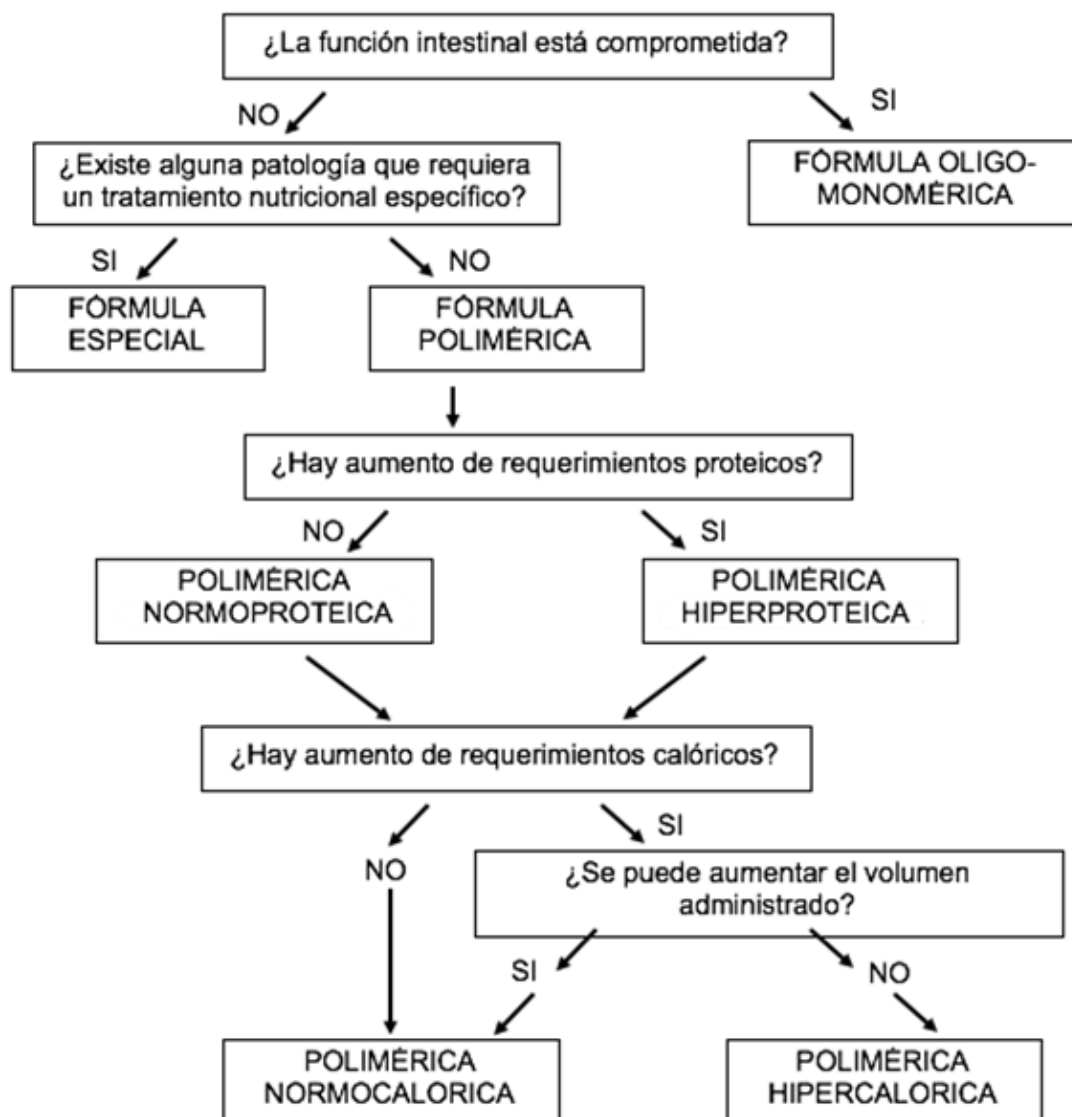 ¿La función intestinal está comprometida?
NO
SI
¿Existe alguna patología que requiera
un tratamiento nutricional específico?
FÓRMULA OLIGO-
MONOMÉRICA
SI
NO
FÓRMULA
ESPECIAL
FÓRMULA
POLIMÉRICA
¿Hay aumento de requerimientos proteicos?
NO
SI
POLIMÉRICA
NORMOPROTEICA
POLIMÉRICA
HIPERPROTEICA
¿Hay aumento de requerimientos calóricos?
SI
NO
¿Se puede aumentar el volumen
administrado?
SI
NO
POLIMÉRICA
NORMOCALORICA
POLIMÉRICA
HIPERCALORICA